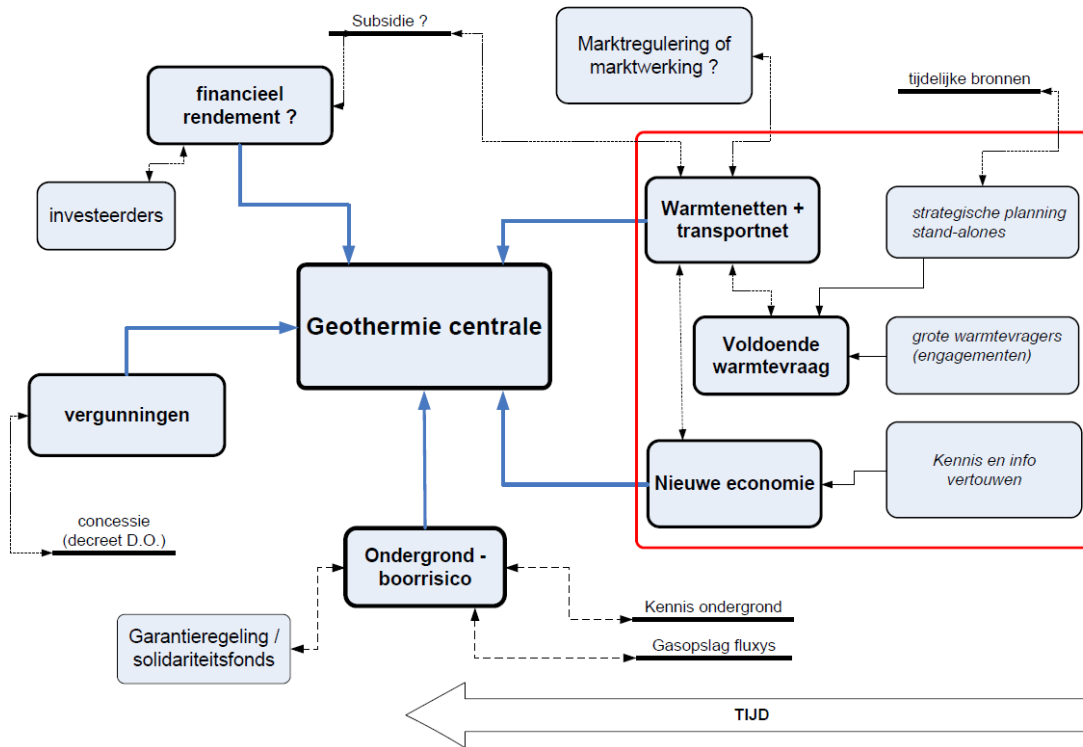 Subsidie ?
Marktregulering of
marktwerking ?
tijdelijke bronnen
financieel
rendement ?
investeerders
Warmtenetten +
transportnet
strategische planning
stand-alones
Geothermie centrale
Voldoende
warmtevraag
grote warmtevragers
(engagementen)
vergunningen
Nieuwe economie
Kennis en info
vertouwen
concessie
(decreet D.O.)
Ondergrond -
boorrisico
Kennis ondergrond
Garantieregeling /
solidariteitsfonds
Gasopslag fluxys
TIJD